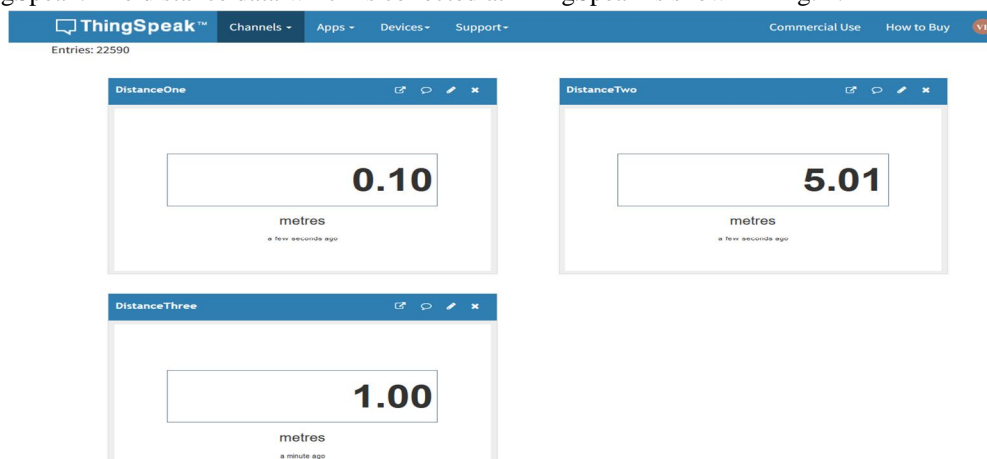 ThingSpeak™ Channels Apps Devices Support Commercial Use How to Buy
Entries: 22590
DistanceOne DistanceTwo
0.10 5.01
metres metres
a few seconds ago a few seconds ago
DistanceThree
1.00
metres
a minute ago